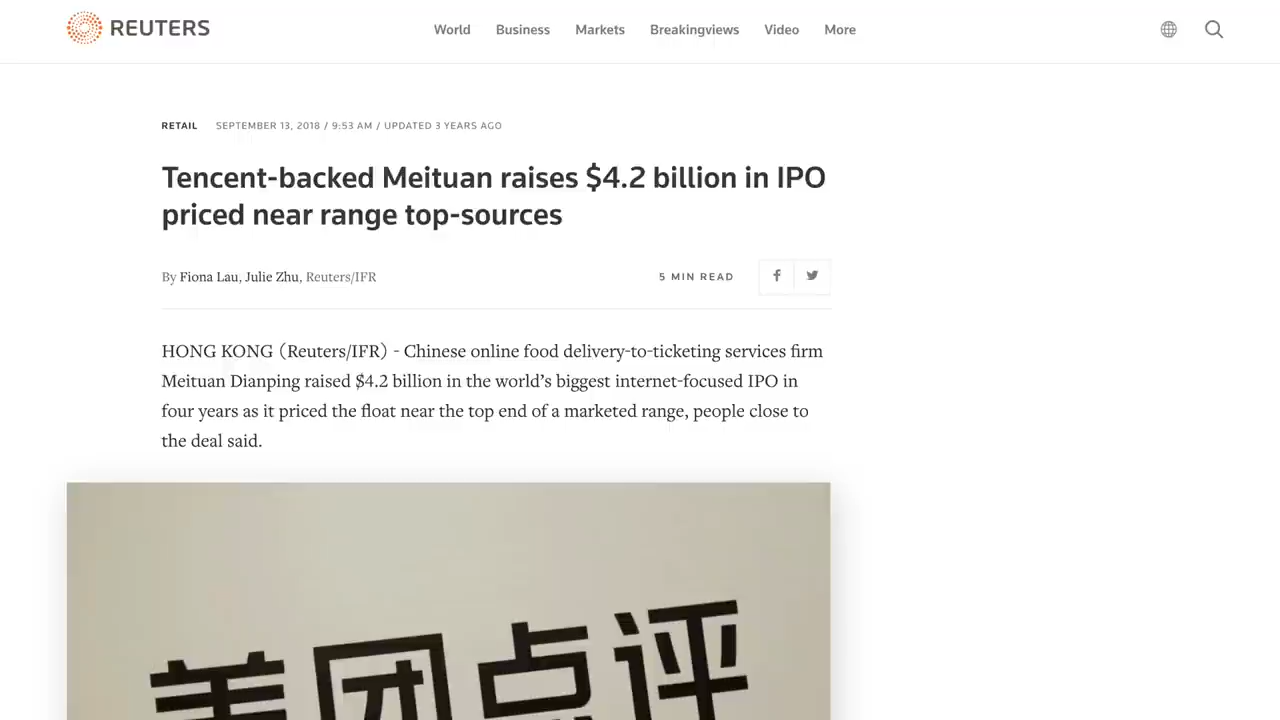 REUTERS
World Business Markets Breakingviews Video More
RETAIL SEPTEMBER 13, 2018 / 9:53 AM / UPDATED 3 YEARS AGO
Tencent-backed Meituan raises $4.2 billion in IPO
priced near range top-sources
By Fiona Lau, Julie Zhu, Reuters/IFR
5 MIN READ
HONG KONG (Reuters/IFR) - Chinese online food delivery-to-ticketing services firm
Meituan Dianping raised $4.2 billion in the world’s biggest internet-focused IPO in
four years as it priced the float near the top end of a marketed range, people close to
the deal said.
美团点评